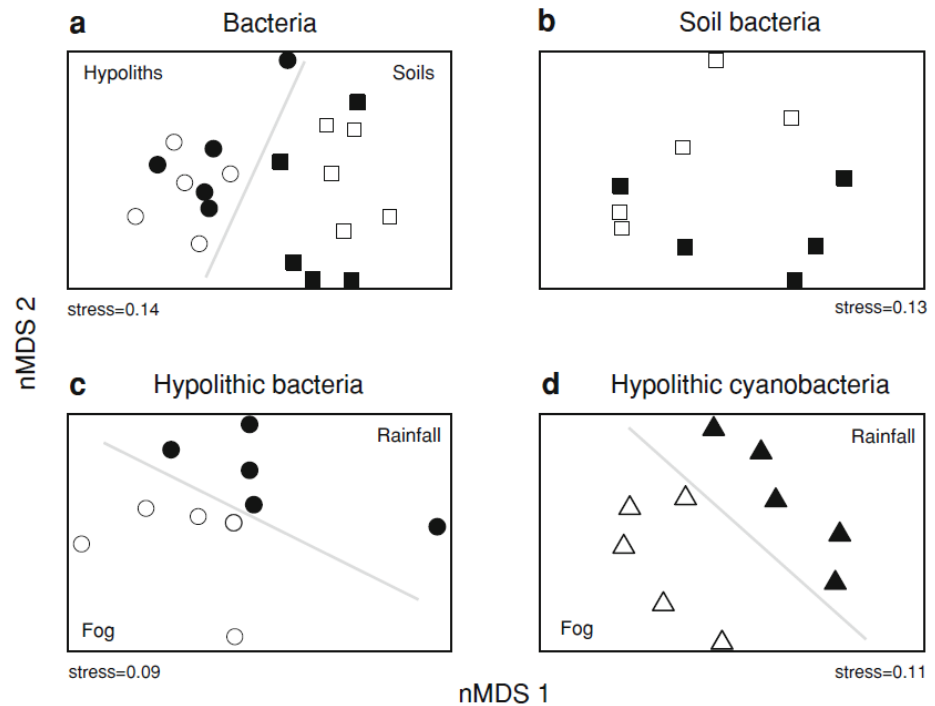 a Bacteria
b Soil bacteria
Hypoliths
Soils
stress=0.14
stress=0.13
nMDS 2
c Hypolithic bacteria
d Hypolithic cyanobacteria
Rainfall
Rainfall
Fog
Fog
stress=0.09
stress=0.11
nMDS 1